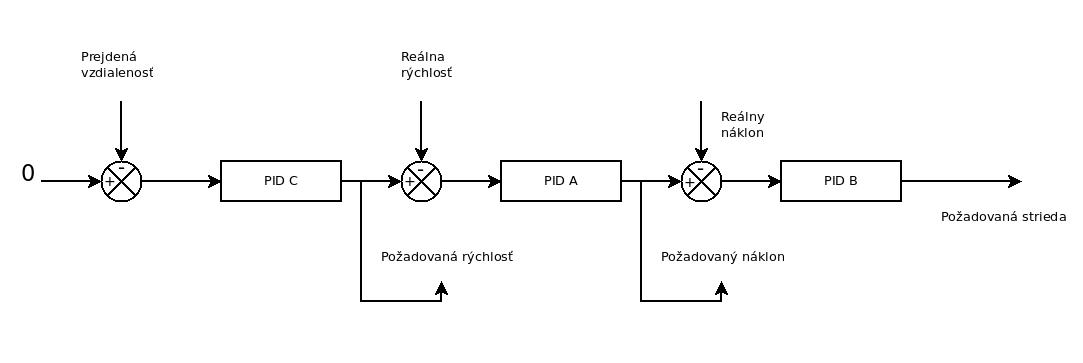 Prejdená
vzdialenosť
Reálna
rýchlosť
Reálny
náklon
0
+
-
PID C
+
-
PID A
+
-
PID B
Požadovaná strieda
Požadovaná rýchlosť
Požadovaný náklon